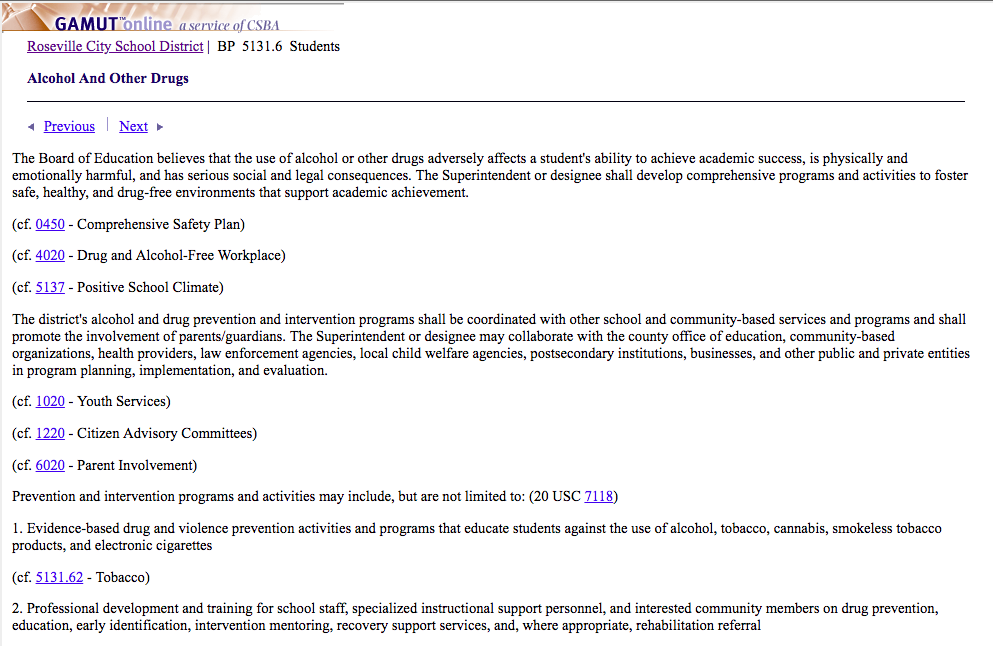 GAMUT™online a service of CSBA
Roseville City School District | BP 5131.6 Students
Alcohol And Other Drugs
Previous | Next
The Board of Education believes that the use of alcohol or other drugs adversely affects a student's ability to achieve academic success, is physically and
emotionally harmful, and has serious social and legal consequences. The Superintendent or designee shall develop comprehensive programs and activities to foster
safe, healthy, and drug-free environments that support academic achievement.
(cf. 0450 - Comprehensive Safety Plan)
(cf. 4020 - Drug and Alcohol-Free Workplace)
(cf. 5137 - Positive School Climate)
The district's alcohol and drug prevention and intervention programs shall be coordinated with other school and community-based services and programs and shall
promote the involvement of parents/guardians. The Superintendent or designee may collaborate with the county office of education, community-based
organizations, health providers, law enforcement agencies, local child welfare agencies, postsecondary institutions, businesses, and other public and private entities
in program planning, implementation, and evaluation.
(cf. 1020 - Youth Services)
(cf. 1220 - Citizen Advisory Committees)
(cf. 6020 - Parent Involvement)
Prevention and intervention programs and activities may include, but are not limited to: (20 USC 7118)
1. Evidence-based drug and violence prevention activities and programs that educate students against the use of alcohol, tobacco, cannabis, smokeless tobacco
products, and electronic cigarettes
(cf. 5131.62 - Tobacco)
2. Professional development and training for school staff, specialized instructional support personnel, and interested community members on drug prevention,
education, early identification, intervention mentoring, recovery support services, and, where appropriate, rehabilitation referral